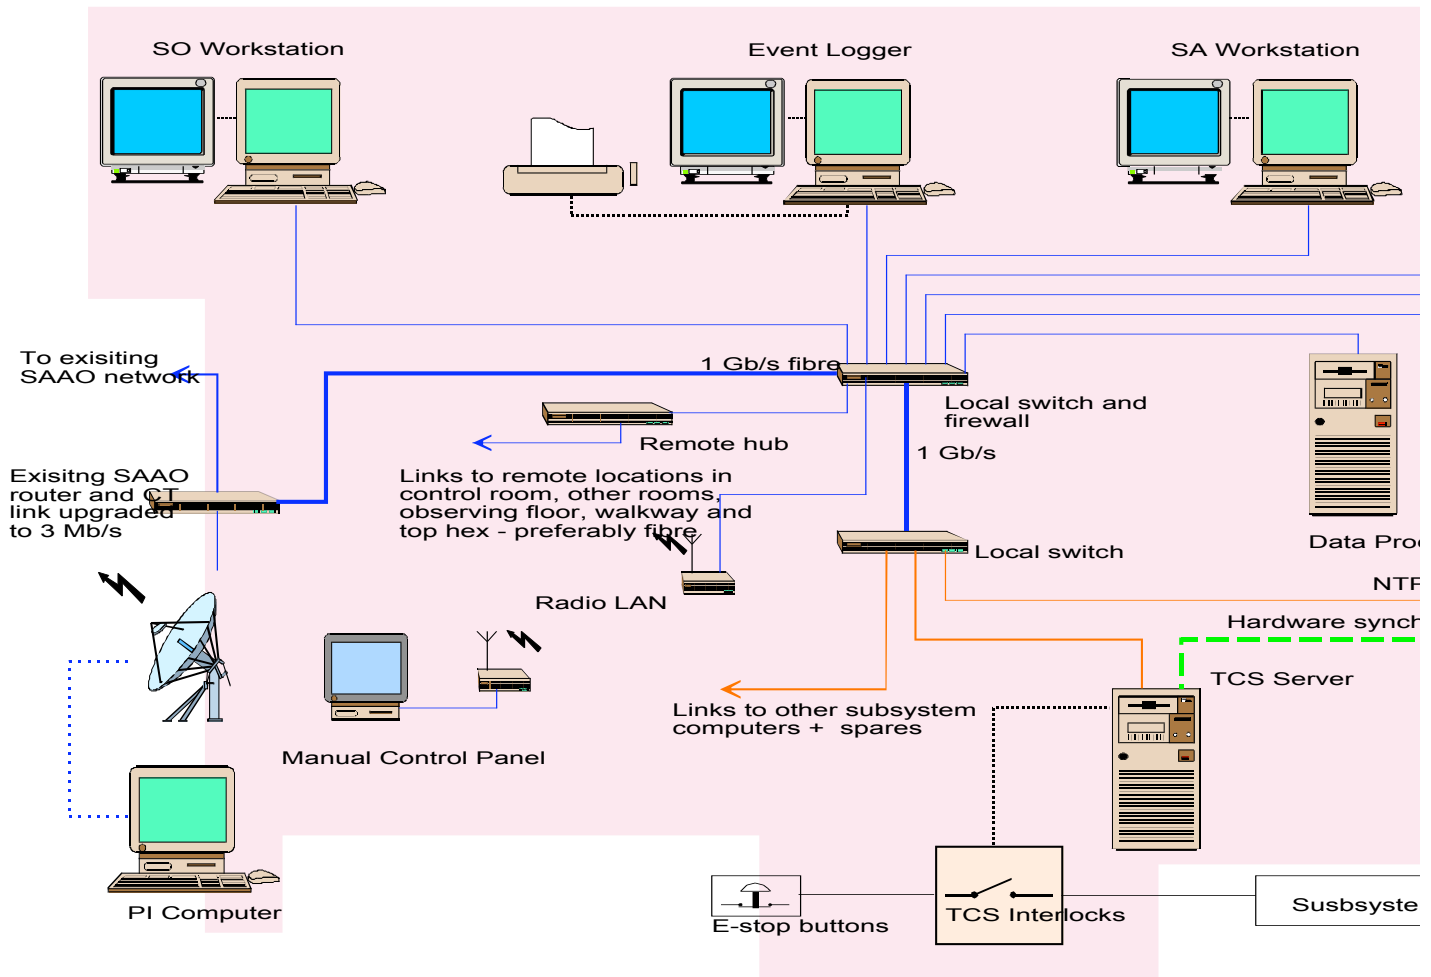 SO Workstation
Event Logger
SA Workstation
To exisiting
SAAO network
1 Gb/s fibre
Local switch and
firewall
Remote hub
1 Gb/s
Exisitng SAAO
router and CT
link upgraded
to 3 Mb/s
Links to remote locations in
control room, other rooms,
observing floor, walkway and
top hex - preferably fibre
Local switch
Data Pro
Radio LAN
NTP
Hardware synch
TCS Server
Links to other subsystem
computers + spares
Manual Control Panel
PI Computer
E-stop buttons
TCS Interlocks
Susbsyste